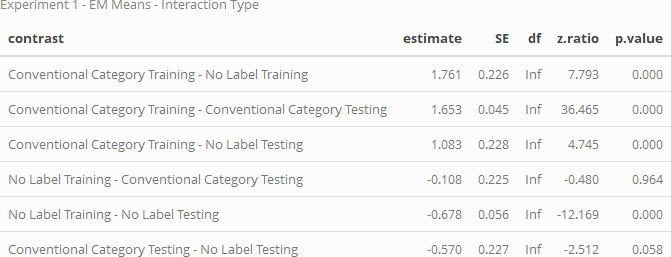 Experiment 1 - EM Means - Interaction Type
contrast estimate SE df z.ratio p.value
Conventional Category Training - No Label Training 1.761 0.226 Inf 7.793 0.000
Conventional Category Training - Conventional Category Testing 1.653 0.045 Inf 36.465 0.000
Conventional Category Training - No Label Testing 1.083 0.228 Inf 4.745 0.000
No Label Training - Conventional Category Testing -0.108 0.225 Inf -0.480 0.964
No Label Training - No Label Testing -0.678 0.056 Inf -12.169 0.000
Conventional Category Testing - No Label Testing -0.570 0.227 Inf -2.512 0.058